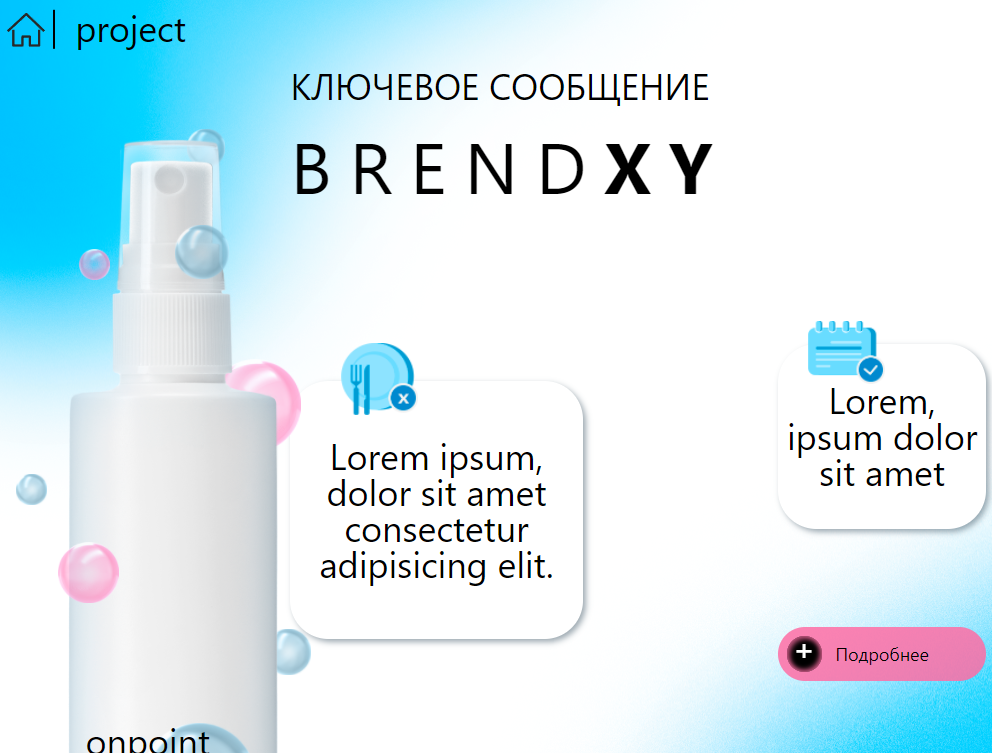 project
КЛЮЧЕВОЕ СООБЩЕНИЕ
BRENDXY
Lorem ipsum,
dolor sit amet
consectetur
adipisicing elit.
Lorem,
ipsum dolor
sit amet
+ Подробнее
onpoint